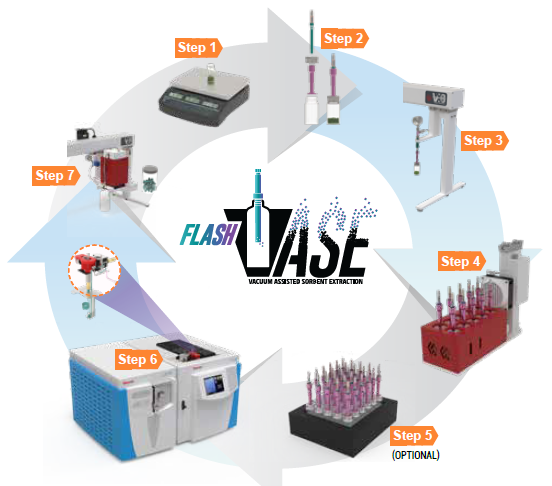 Step 1
Step 2
Step 3
Step 4
Step 5
(OPTIONAL)
Step 6
Step 7
FLASH VASE
VACUUM ASSISTED SORBENT EXTRACTION